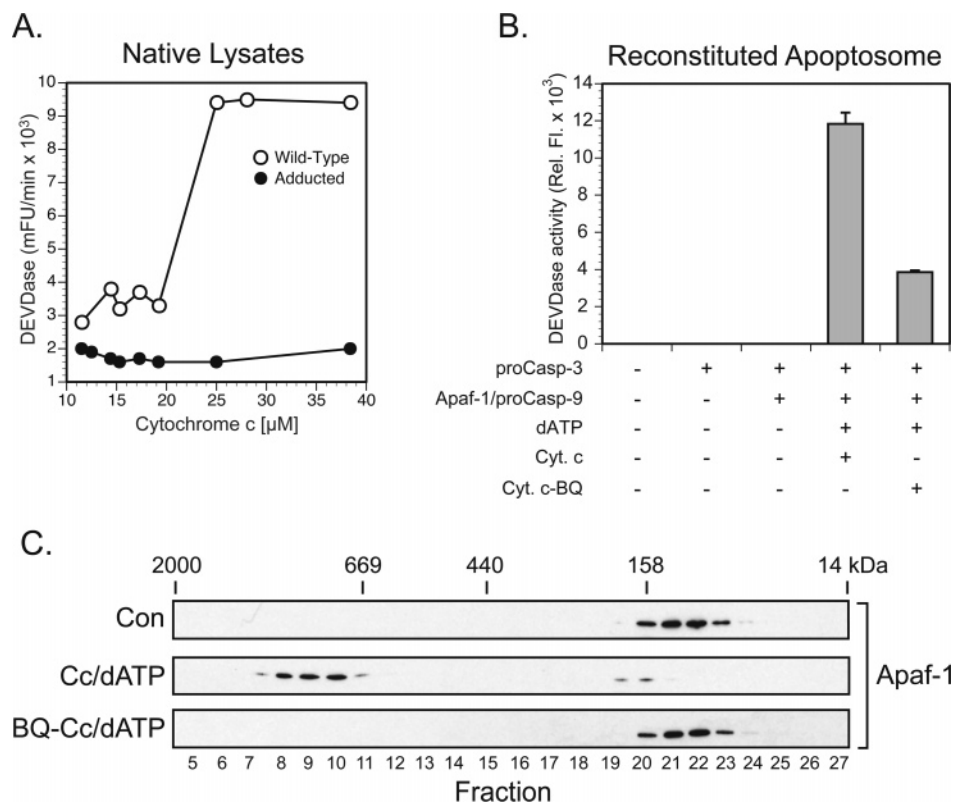 A.
Native Lysates
DEVDase (mFU/min x 10³)
10
9
8
7
6
5
4
3
2
1
Wild-Type
Adducted
10 15 20 25 30 35 40
Cytochrome c [µM]
B.
Reconstituted Apoptosome
DEVDase activity (Rel. Fl. x 10³)
14
12
10
8
6
4
2
0
proCasp-3 - + + + +
Apaf-1/proCasp-9 - - + + +
dATP - - - + +
Cyt. c - - - + -
Cyt. c-BQ - - - - +
C.
2000 669 440 158 14 kDa
Con
Cc/dATP
BQ-Cc/dATP
Apaf-1
5 6 7 8 9 10 11 12 13 14 15 16 17 18 19 20 21 22 23 24 25 26 27
Fraction